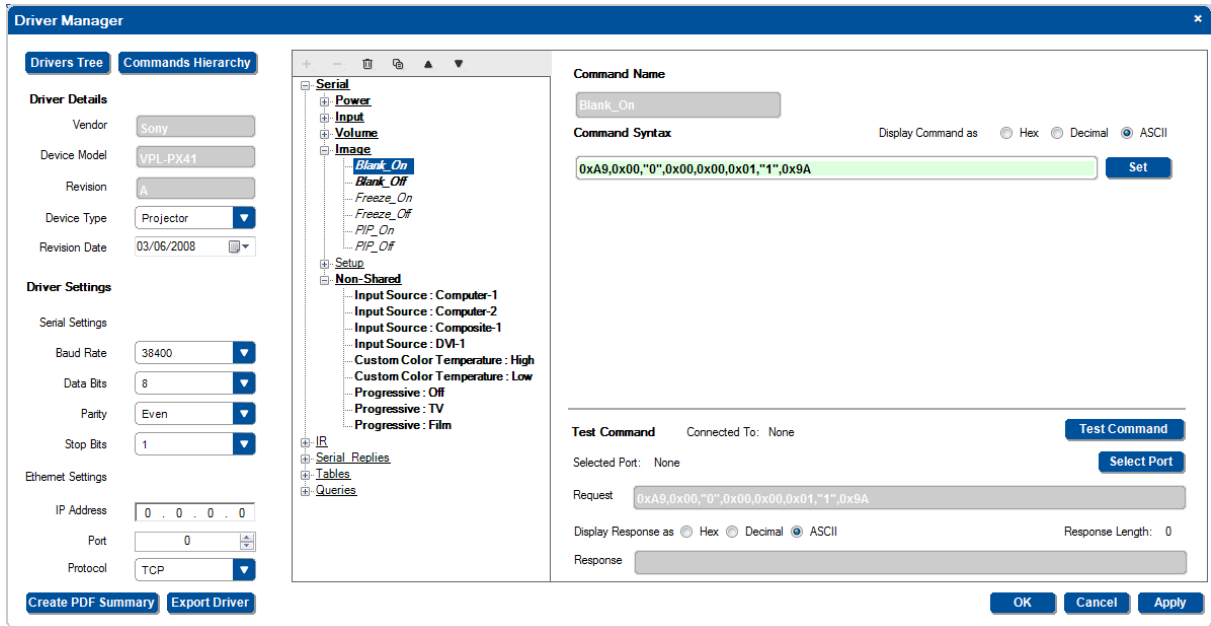 Driver Manager
Drivers Tree
Commands Hierarchy
Driver Details
Vendor
Sony
Device Model
VPL-PX41
Revision
A
Device Type
Projector
Revision Date
03/06/2008
Driver Settings
Serial Settings
Baud Rate
38400
Data Bits
8
Parity
Even
Stop Bits
1
Ethernet Settings
IP Address
0 . 0 . 0 . 0
Port
0
Protocol
TCP
Create PDF Summary
Export Driver
Serial
Power
Input
Volume
Image
Blank_On
Blank_Off
Freeze_On
Freeze_Off
PIP_On
PIP_Off
Setup
Non-Shared
Input Source : Computer-1
Input Source : Computer-2
Input Source : Composite-1
Input Source : DVI-1
Custom Color Temperature : High
Custom Color Temperature : Low
Progressive : Off
Progressive : TV
Progressive : Film
IR
Serial_Replies
Tables
Queries
Command Name
Blank_On
Command Syntax
Display Command as Hex Decimal ASCII
0xA9,0x00,"0",0x00,0x00,0x01,"1",0x9A
Set
Test Command Connected To: None
Test Command
Selected Port: None
Select Port
Request
0xA9,0x00,"0",0x00,0x00,0x01,"1",0x9A
Display Response as Hex Decimal ASCII
Response Length: 0
Response
OK
Cancel
Apply